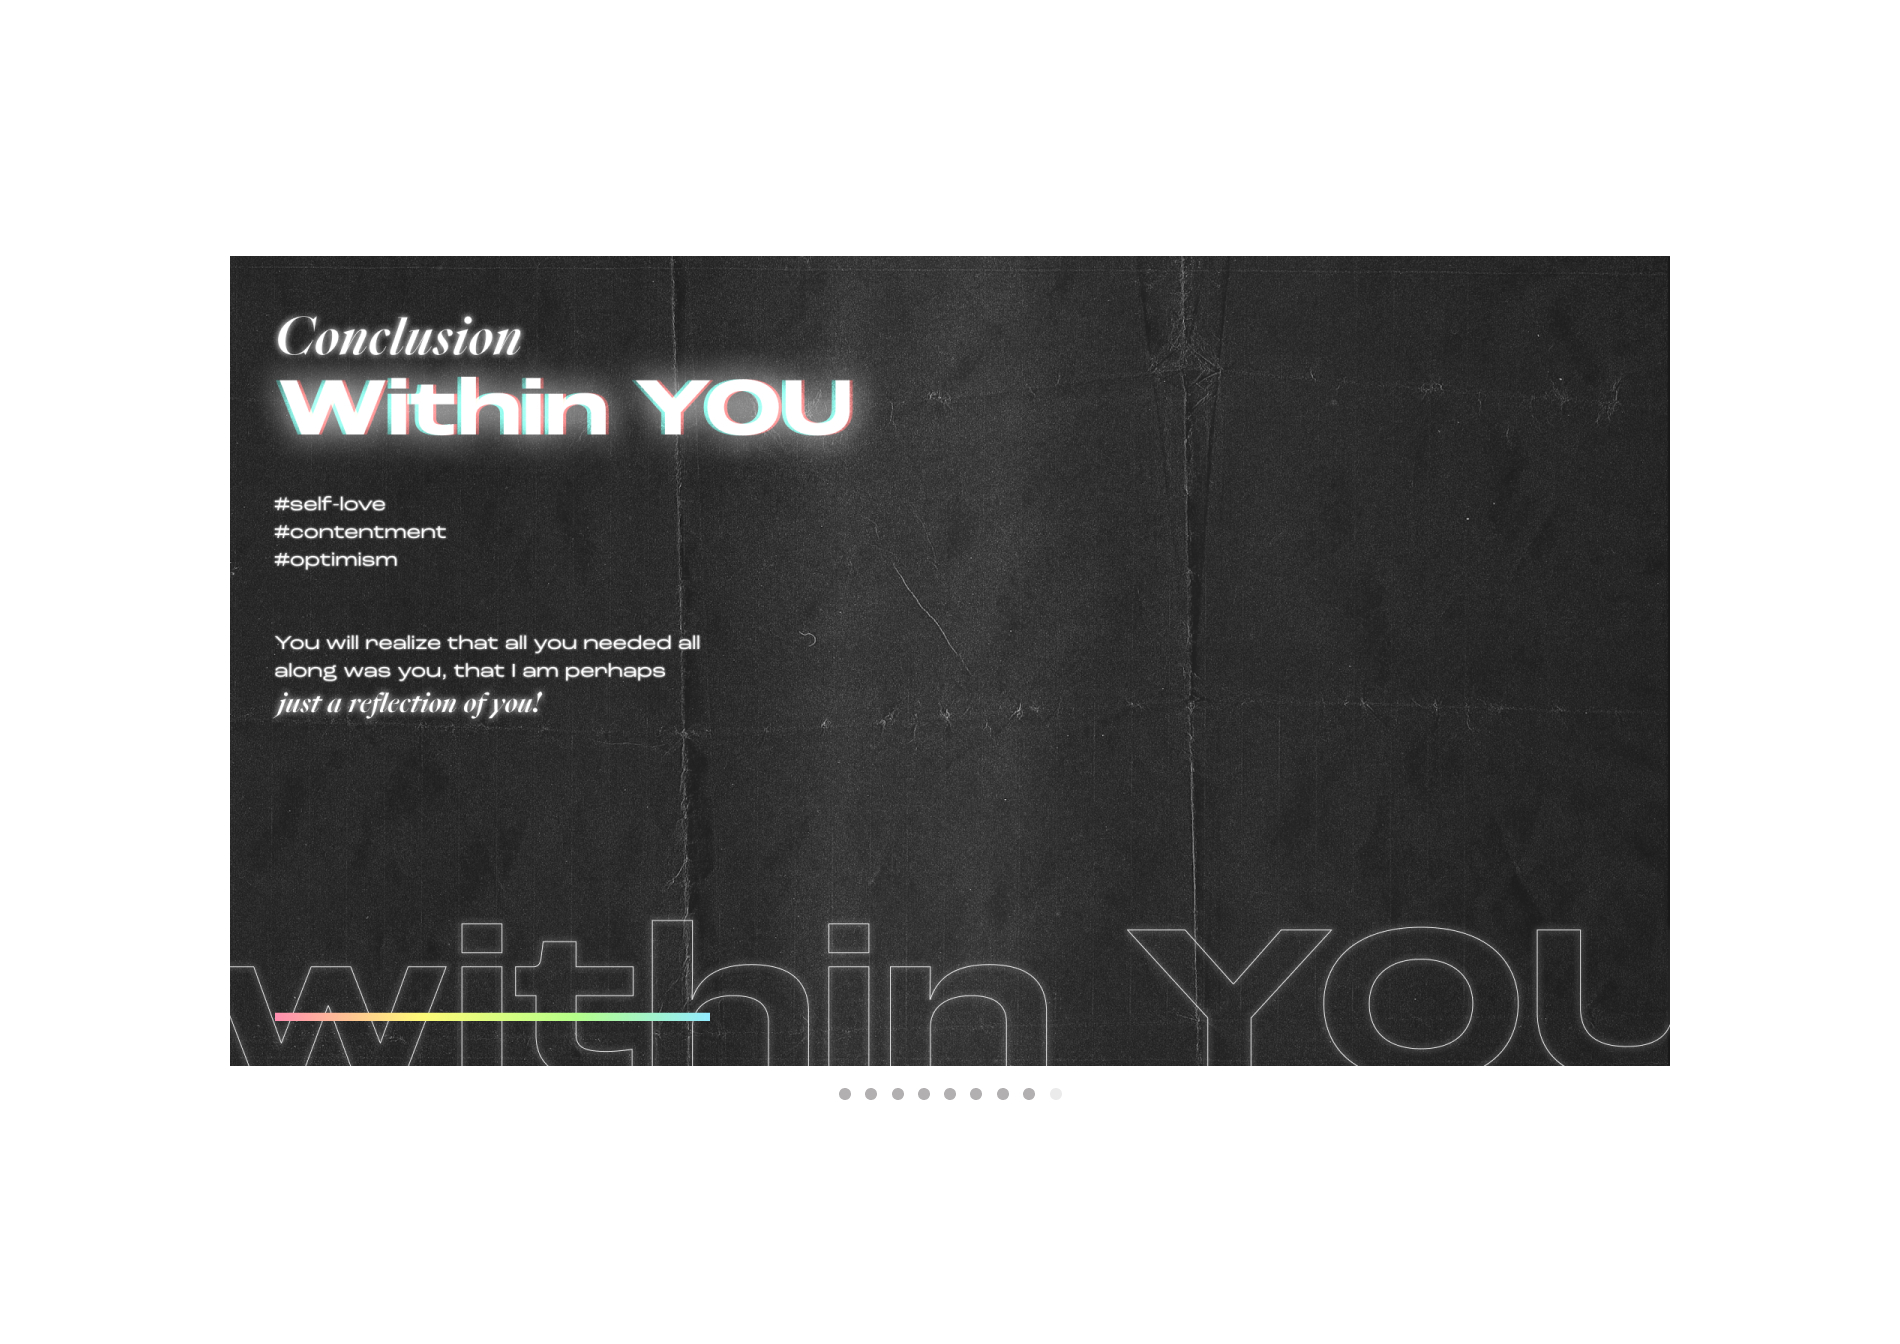 Conclusion
Within YOU
#self-love
#contentment
#optimism
You will realize that all you needed all
along was you, that I am perhaps
just a reflection of you!
within YOU